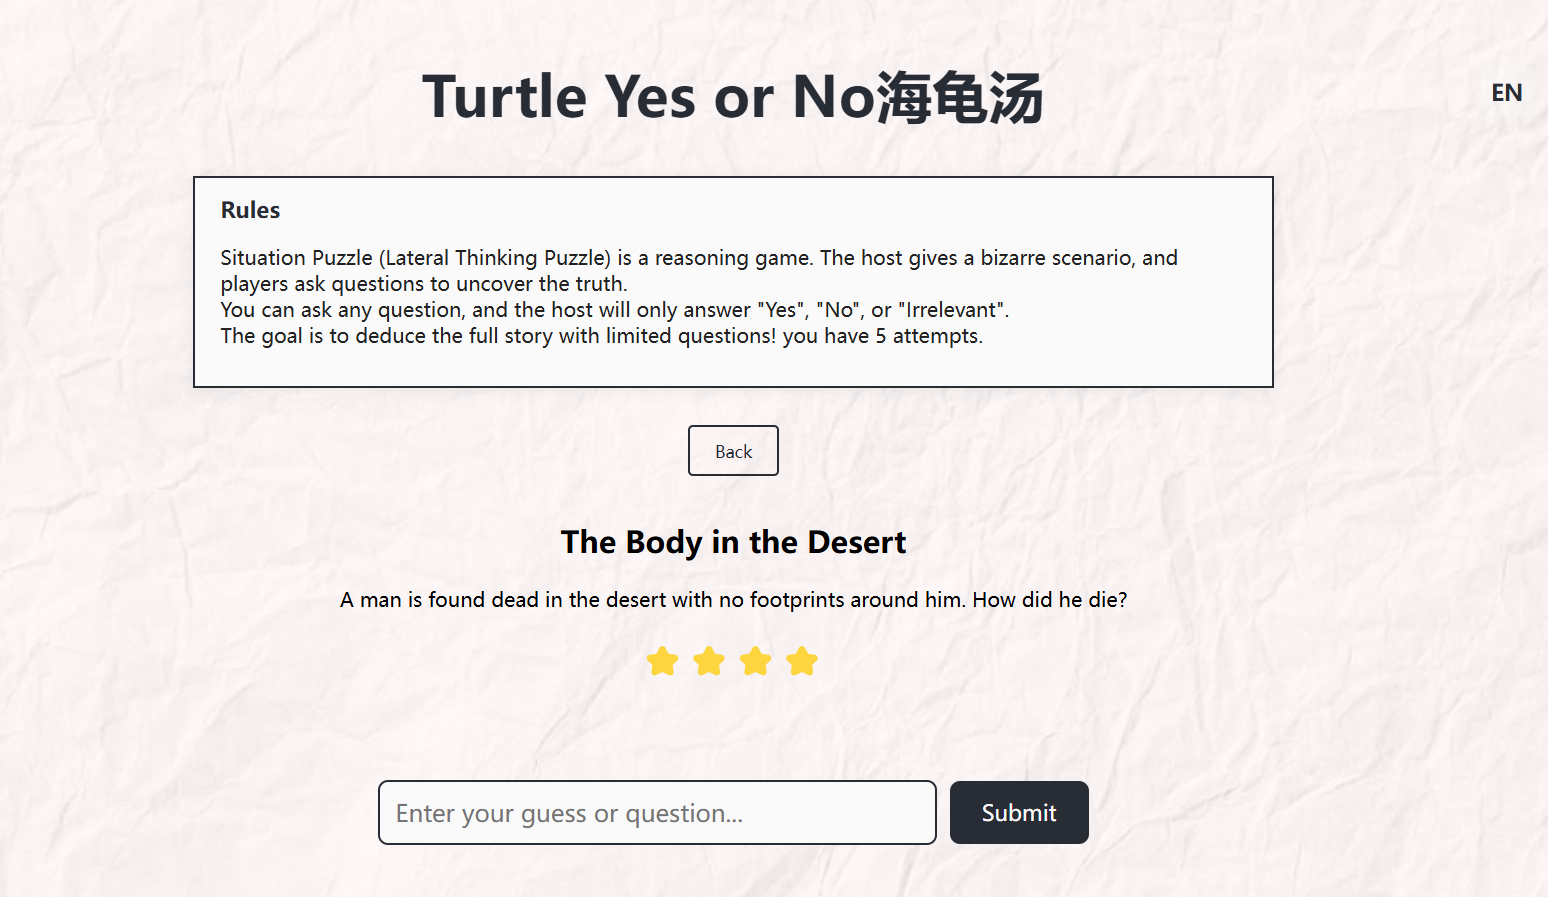 Turtle Yes or No海龟汤
EN
Rules
Situation Puzzle (Lateral Thinking Puzzle) is a reasoning game. The host gives a bizarre scenario, and
players ask questions to uncover the truth.
You can ask any question, and the host will only answer "Yes", "No", or "Irrelevant".
The goal is to deduce the full story with limited questions! you have 5 attempts.
Back
The Body in the Desert
A man is found dead in the desert with no footprints around him. How did he die?
Enter your guess or question...
Submit